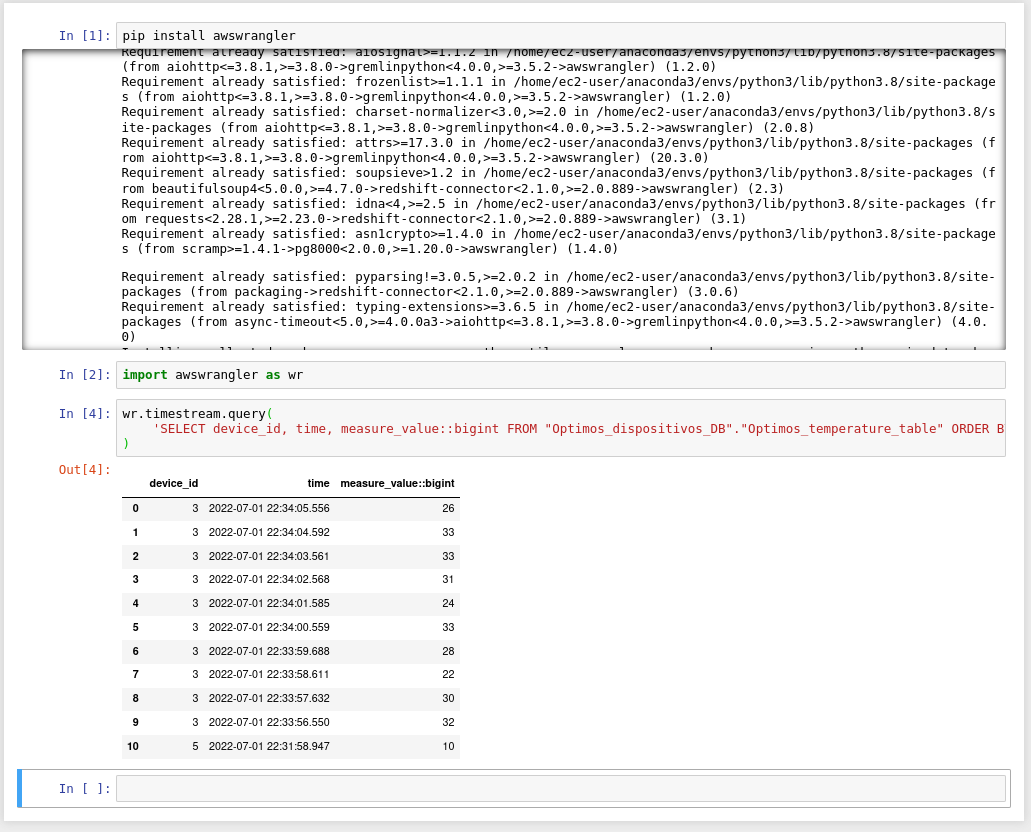 In [1]: pip install awswrangler
Requirement already satisfied: aiosignal>=1.1.2 in /home/ec2-user/anaconda3/envs/python3/lib/python3.8/site-packages
(from aiohttp<=3.8.1,>=3.8.0->gremlinpython<4.0.0,>=3.5.2->awswrangler) (1.2.0)
Requirement already satisfied: frozenlist>=1.1.1 in /home/ec2-user/anaconda3/envs/python3/lib/python3.8/site-package
s (from aiohttp<=3.8.1,>=3.8.0->gremlinpython<4.0.0,>=3.5.2->awswrangler) (1.2.0)
Requirement already satisfied: charset-normalizer<3.0,>=2.0 in /home/ec2-user/anaconda3/envs/python3/lib/python3.8/s
ite-packages (from aiohttp<=3.8.1,>=3.8.0->gremlinpython<4.0.0,>=3.5.2->awswrangler) (2.0.8)
Requirement already satisfied: attrs>=17.3.0 in /home/ec2-user/anaconda3/envs/python3/lib/python3.8/site-packages (f
rom aiohttp<=3.8.1,>=3.8.0->gremlinpython<4.0.0,>=3.5.2->awswrangler) (20.3.0)
Requirement already satisfied: soupsieve>1.2 in /home/ec2-user/anaconda3/envs/python3/lib/python3.8/site-packages (f
rom beautifulsoup4<5.0.0,>=4.7.0->redshift-connector<2.1.0,>=2.0.889->awswrangler) (2.3)
Requirement already satisfied: idna<4,>=2.5 in /home/ec2-user/anaconda3/envs/python3/lib/python3.8/site-packages (fr
om requests<2.28.1,>=2.23.0->redshift-connector<2.1.0,>=2.0.889->awswrangler) (3.1)
Requirement already satisfied: asn1crypto>=1.4.0 in /home/ec2-user/anaconda3/envs/python3/lib/python3.8/site-package
s (from scramp>=1.4.1->pg8000<2.0.0,>=1.20.0->awswrangler) (1.4.0)
Requirement already satisfied: pyparsing!=3.0.5,>=2.0.2 in /home/ec2-user/anaconda3/envs/python3/lib/python3.8/site-
packages (from packaging->redshift-connector<2.1.0,>=2.0.889->awswrangler) (3.0.6)
Requirement already satisfied: typing-extensions>=3.6.5 in /home/ec2-user/anaconda3/envs/python3/lib/python3.8/site-
packages (from async-timeout<5.0,>=4.0.0a3->aiohttp<=3.8.1,>=3.8.0->gremlinpython<4.0.0,>=3.5.2->awswrangler) (4.0.
0)
In [2]: import awswrangler as wr
In [4]: wr.timestream.query(
'SELECT device_id, time, measure_value::bigint FROM "Optimos_dispositivos_DB"."Optimos_temperature_table" ORDER B
)
Out[4]:
device_id time measure_value::bigint
0 3 2022-07-01 22:34:05.556 26
1 3 2022-07-01 22:34:04.592 33
2 3 2022-07-01 22:34:03.561 33
3 3 2022-07-01 22:34:02.568 31
4 3 2022-07-01 22:34:01.585 24
5 3 2022-07-01 22:34:00.559 33
6 3 2022-07-01 22:33:59.688 28
7 3 2022-07-01 22:33:58.611 22
8 3 2022-07-01 22:33:57.632 30
9 3 2022-07-01 22:33:56.550 32
10 5 2022-07-01 22:31:58.947 10
In [ ]: